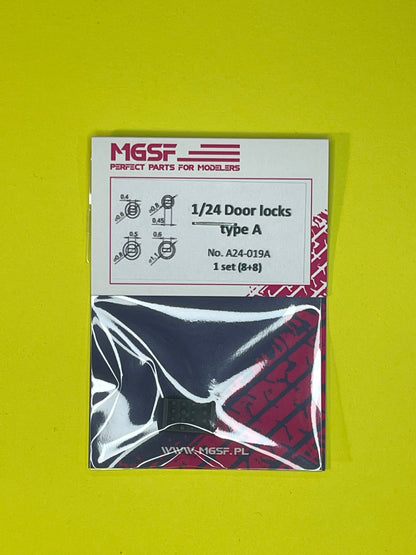 MGSF
PERFECT PARTS FOR MODELERS
0.4
0.45
0.5
0.6
1/24 Door locks
type A
No. A24-019A
1 set (8+8)
WWW.MGSF.PL